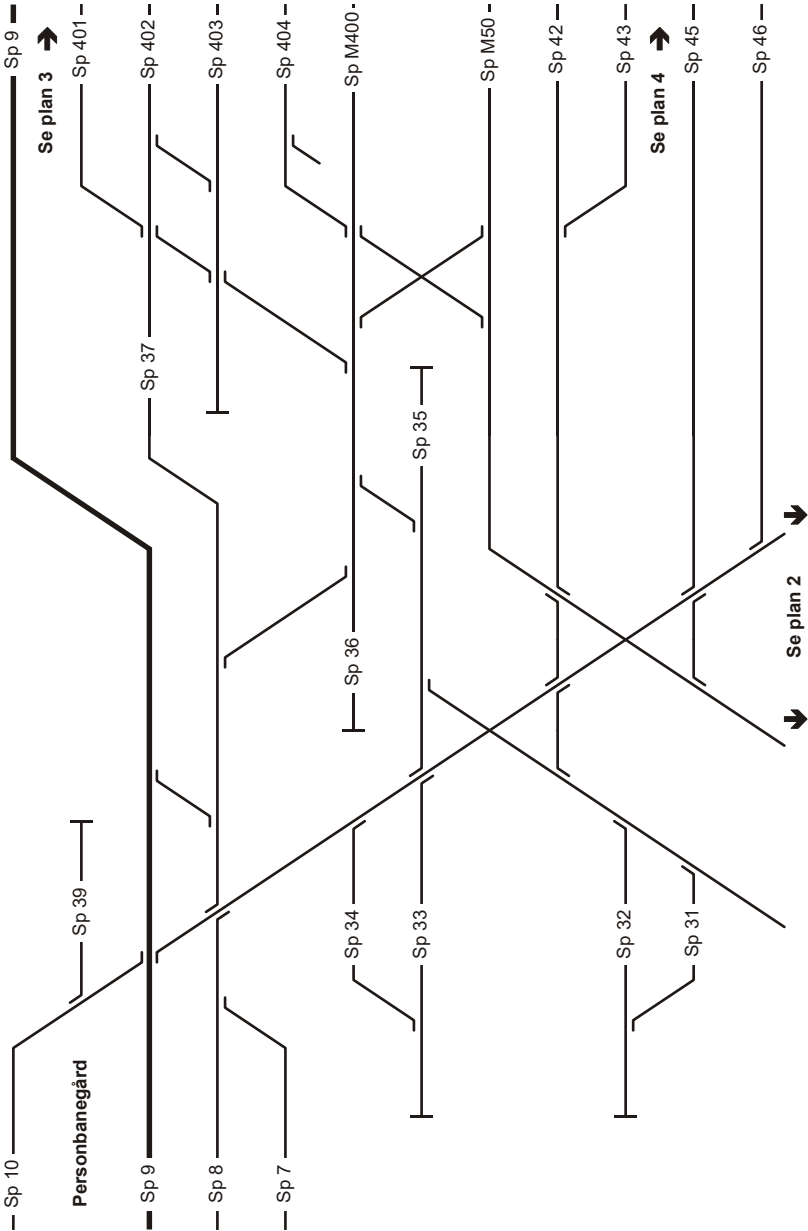 Sp 9
Se plan 3
Sp 401
Sp 402
Sp 403
Sp 404
Sp M400
Sp M50
Sp 42
Sp 43
Se plan 4
Sp 45
Sp 46
Sp 37
Sp 35
Sp 36
Se plan 2
Sp 39
Sp 34
Sp 33
Sp 32
Sp 31
Personbanegård
Sp 10
Sp 9
Sp 8
Sp 7